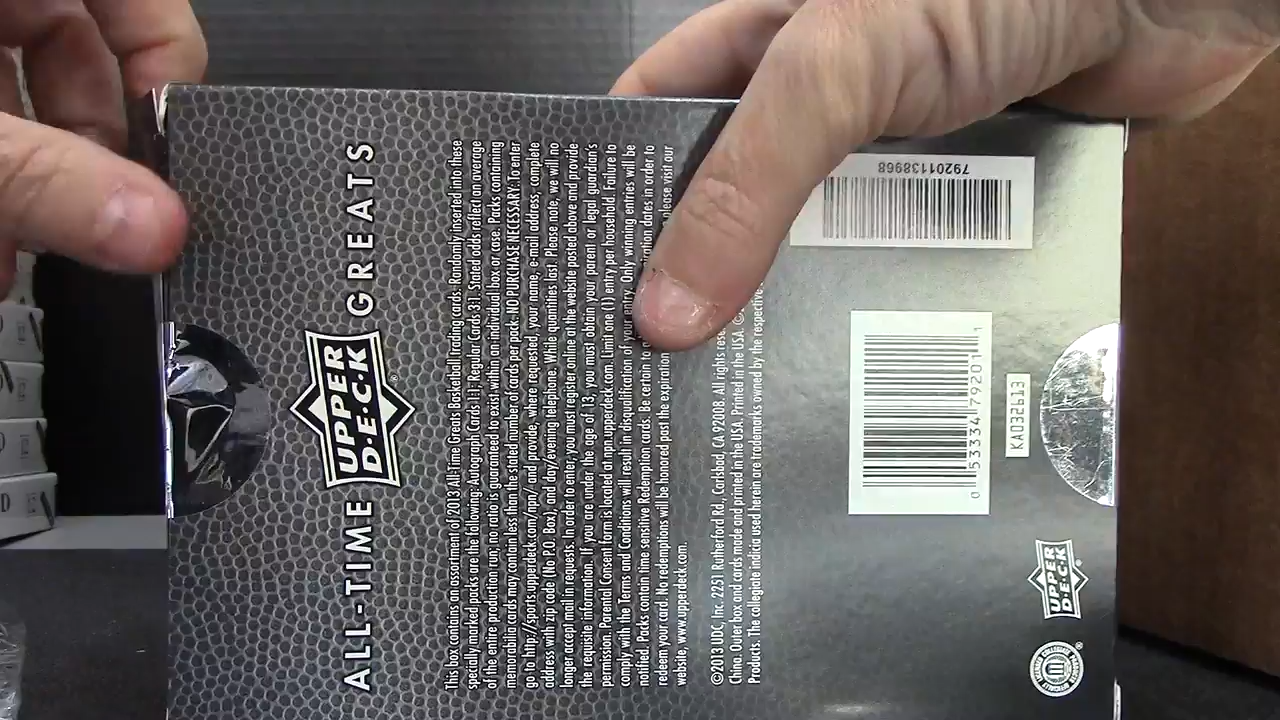 ALL-TIME UPPER D·E·C·K GREATS
This box contains an assortment of 2013 All-Time Greats Basketball trading cards. Randomly inserted into these
specially marked packs are the following: Autograph Cards (1:1); Regular Cards (3:1). Stated odds reflect an average
of the entire production run; no ratio is guaranteed to exist within an individual box or case. Packs containing
memorabilia cards may contain less than the stated number of cards per pack. NO PURCHASE NECESSARY: To enter
go to http://sports.upperdeck.com/npn/ and provide, where requested, your name, e-mail address, complete
address with zip code (No P.O. Box), and day/evening telephone. While quantities last. Please note, we will no
longer accept mail in requests. In order to enter, you must register online at the website posted above and provide
the requisite information. If you are under the age of 13, you must obtain your parent or legal guardian's
permission. Parental Consent form is located at npn.upperdeck.com. Limit one (1) entry per household. Failure to
comply with the Terms and Conditions will result in disqualification of your entry. Only winning entries will be
notified. Packs contain time sensitive Redemption cards. Be certain to dates in order to
redeem your card. No redemptions will be honored past the expiration please visit our
website, www.upperdeck.com.
©2013 UDC, Inc. 2251 Rutherford Rd, Carlsbad, CA 92008. All rights
China. Outer box and cards made and printed in the USA. Printed in the USA.
Products. The collegiate indicia used herein are trademarks owned by the respective
79201138968
0 53334 79201 1
KA032613
UPPER D·E·C·K